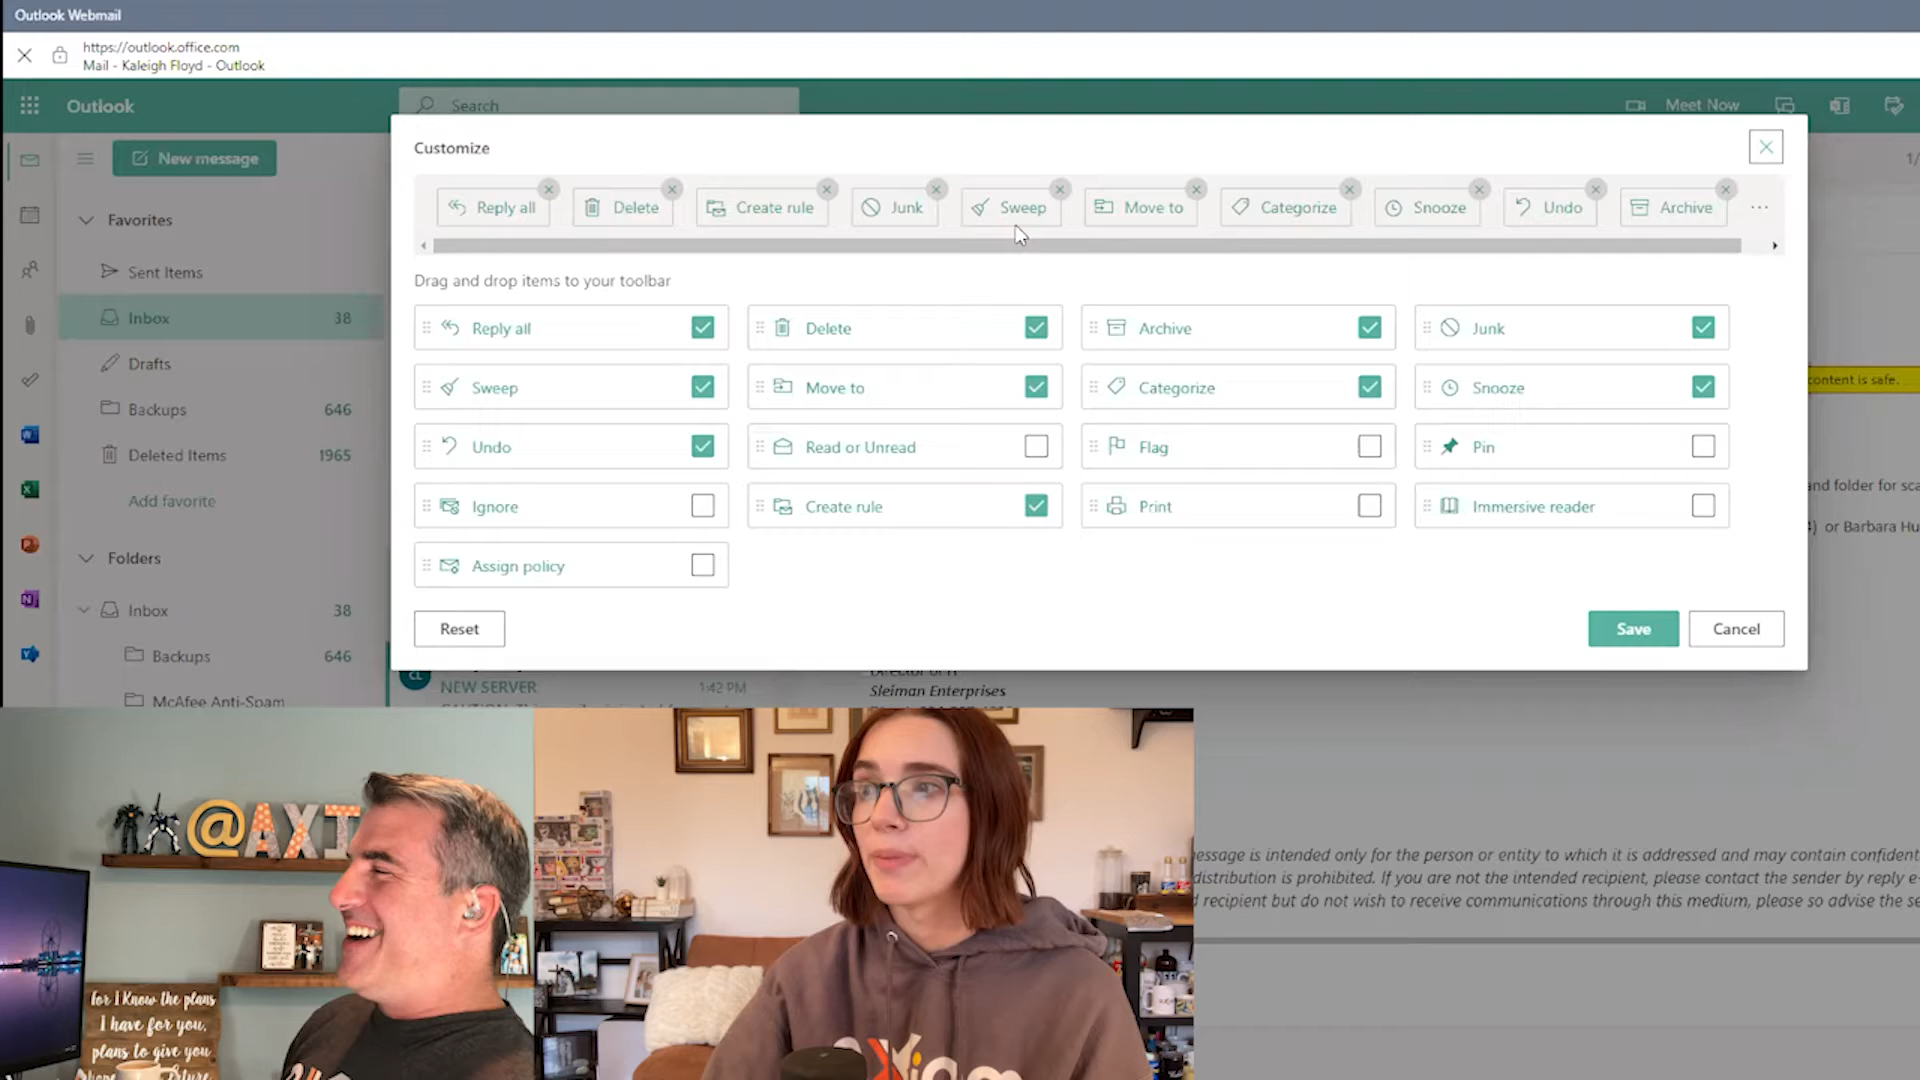 Outlook Webmail
https://outlook.office.com
Mail - Kaleigh Floyd - Outlook
Outlook
Search
Meet Now
New message
1/
Customize
Reply all
Delete
Create rule
Junk
Sweep
Move to
Categorize
Snooze
Undo
Archive
...
Drag and drop items to your toolbar
Reply all
Delete
Archive
Junk
Sweep
Move to
Categorize
Snooze
Undo
Read or Unread
Flag
Pin
Ignore
Create rule
Print
Immersive reader
Assign policy
Reset
Save
Cancel
Favorites
Sent Items
Inbox 38
Drafts
Backups 646
Deleted Items 1965
Add favorite
Folders
Inbox 38
Backups 646
McAfee Anti-Spam
content is safe.
and folder for sca
or Barbara Hu
CL
NEW SERVER 1:42 PM
Sleiman Enterprises
essage is intended only for the person or entity to which it is addressed and may contain confident
distribution is prohibited. If you are not the intended recipient, please contact the sender by reply e-
recipient but do not wish to receive communications through this medium, please so advise the se
@AXI
for I Know the plans
I have for you,
plans to give you
hope